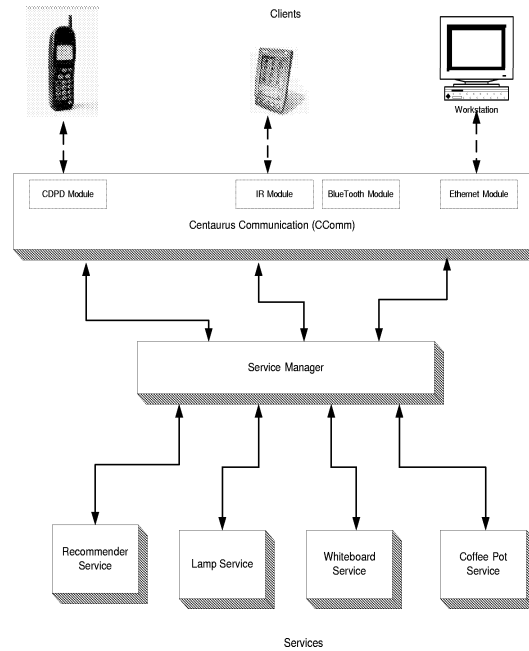 Clients
Workstation
CDPD Module
IR Module
BlueTooth Module
Ethernet Module
Centaurus Communication (CComm)
Service Manager
Recommender
Service
Lamp Service
Whiteboard
Service
Coffee Pot
Service
Services